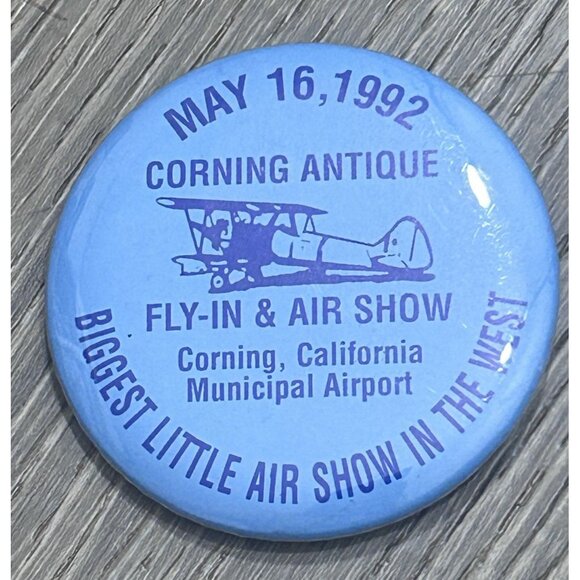 MAY 16, 1992
CORNING ANTIQUE
FLY-IN & AIR SHOW
Corning, California
Municipal Airport
BIGGEST LITTLE AIR SHOW IN THE WEST